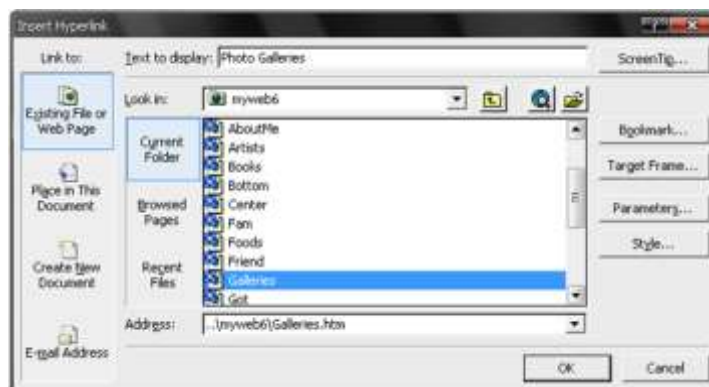 Insert Hyperlink
Link to:
Text to display: Photo Galleries
ScreenTip...
Existing File or
Web Page
Look in: myweb6
Current
Folder
AboutMe
Artists
Books
Bottom
Center
Fam
Foods
Friend
Galleries
Got
Bookmark...
Target Frame...
Parameters...
Style...
Place in This
Document
Browsed
Pages
Create New
Document
Recent
Files
E-mail Address
Address: ..\myweb6\Galleries.htm
OK
Cancel